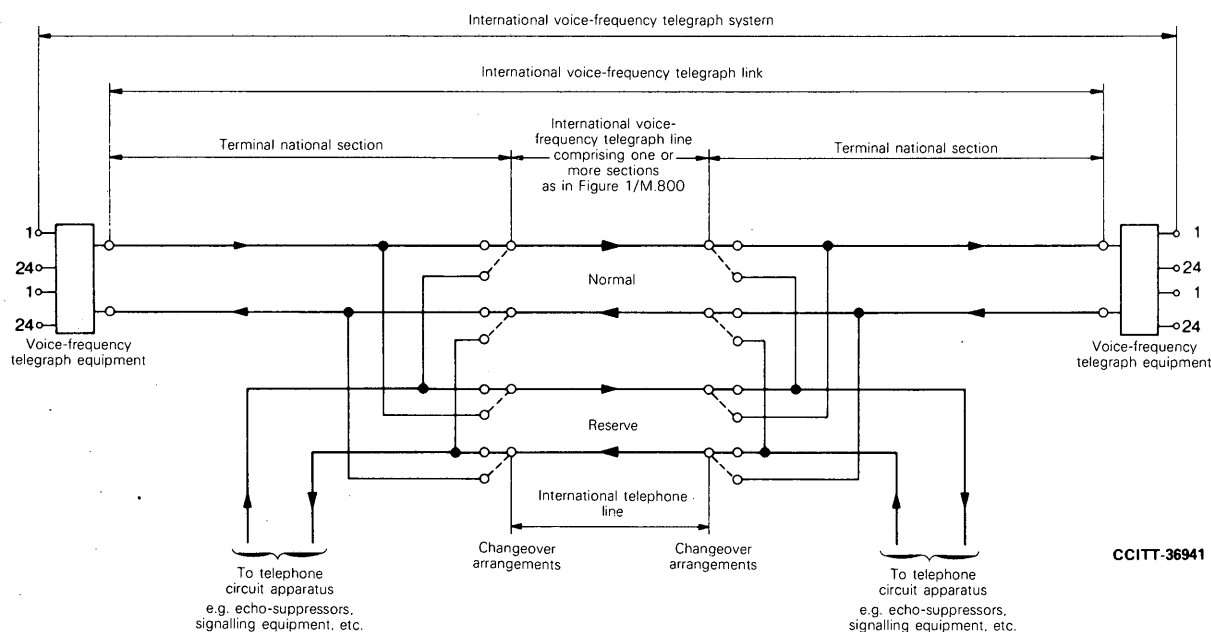 International voice-frequency telegraph system
International voice-frequency telegraph link
Terminal national section
International voice-
frequency telegraph line
comprising one or
more sections
as in Figure 1/M.800
Terminal national section
1
24
1
24
Voice-frequency
telegraph equipment
Normal
1
24
1
24
Voice-frequency
telegraph equipment
Reserve
International telephone
line
Changeover
arrangements
Changeover
arrangements
To telephone
circuit apparatus
e.g. echo-suppressors,
signalling equipment, etc.
To telephone
circuit apparatus
e.g. echo-suppressors,
signalling equipment, etc.
CCITT-36941